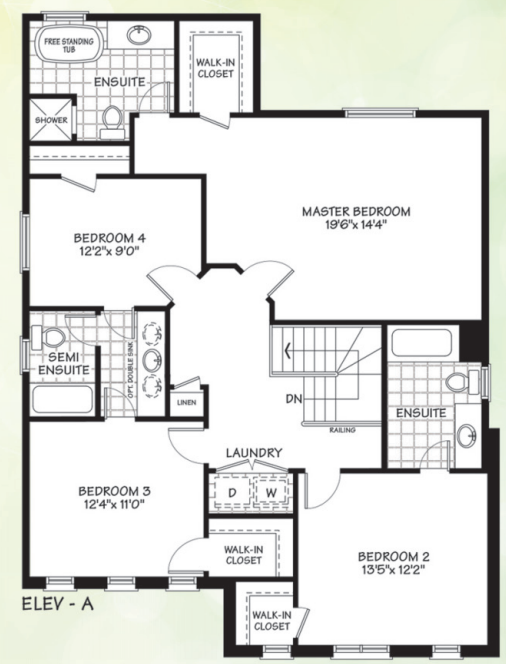 FREE STANDING
TUB
ENSUITE
WALK-IN
CLOSET
SHOWER
MASTER BEDROOM
19'6"x 14'4"
BEDROOM 4
12'2"x 9'0"
SEMI
ENSUITE
OPT. DOUBLE SINK
LINEN
DN
RAILING
ENSUITE
LAUNDRY
D
W
BEDROOM 3
12'4"x 11'0"
WALK-IN
CLOSET
BEDROOM 2
13'5"x 12'2"
WALK-IN
CLOSET
ELEV - A